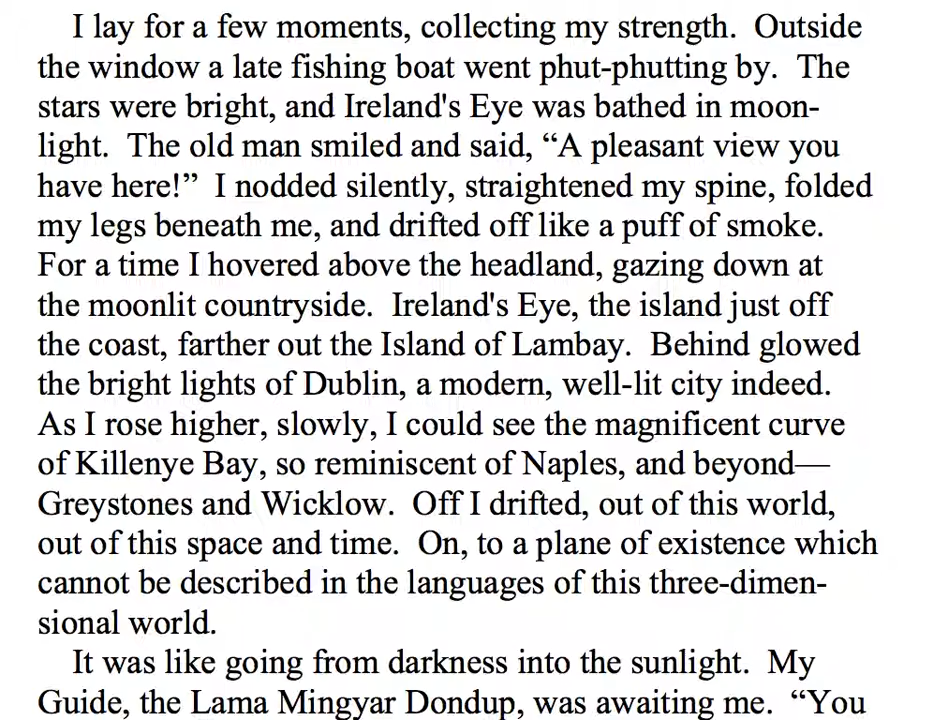 I lay for a few moments, collecting my strength.  Outside
the window a late fishing boat went phut-phutting by.  The
stars were bright, and Ireland's Eye was bathed in moon-
light.  The old man smiled and said, “A pleasant view you
have here!”  I nodded silently, straightened my spine, folded
my legs beneath me, and drifted off like a puff of smoke.
For a time I hovered above the headland, gazing down at
the moonlit countryside.  Ireland's Eye, the island just off
the coast, farther out the Island of Lambay.  Behind glowed
the bright lights of Dublin, a modern, well-lit city indeed.
As I rose higher, slowly, I could see the magnificent curve
of Killenye Bay, so reminiscent of Naples, and beyond—
Greystones and Wicklow.  Off I drifted, out of this world,
out of this space and time.  On, to a plane of existence which
cannot be described in the languages of this three-dimen-
sional world.
It was like going from darkness into the sunlight.  My
Guide, the Lama Mingyar Dondup, was awaiting me.  “You